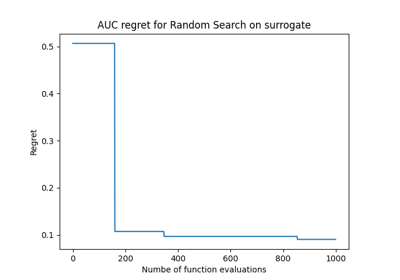 AUC regret for Random Search on surrogate
0.5
0.4
0.3
0.2
0.1
Regret
0 200 400 600 800 1000
Numbe of function evaluations